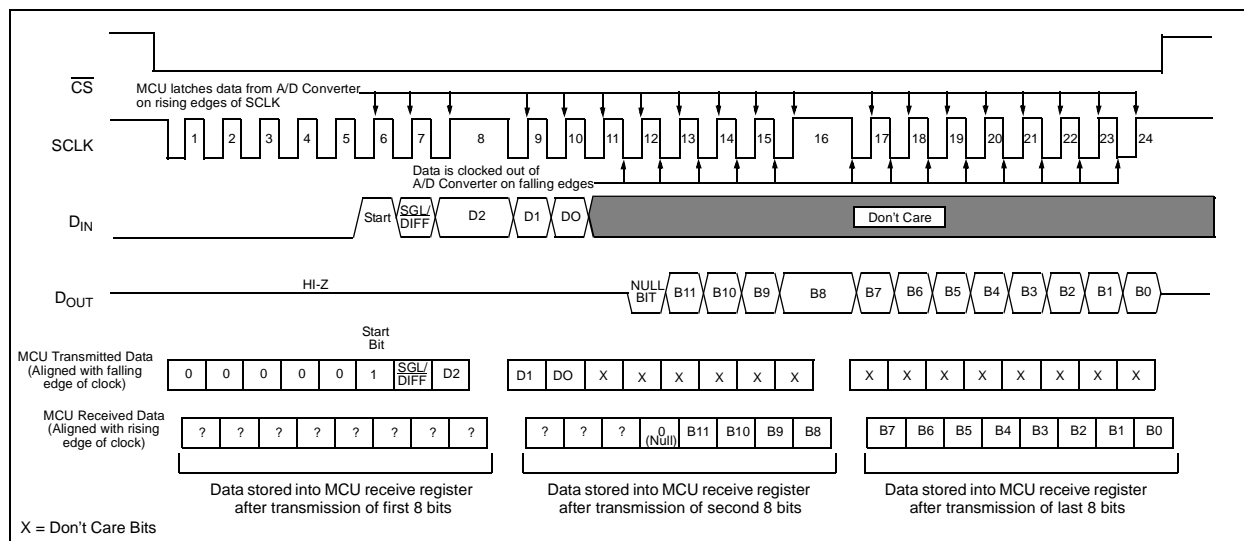 CS
MCU latches data from A/D Converter
on rising edges of SCLK
SCLK
1 2 3 4 5 6 7 8 9 10 11 12 13 14 15 16 17 18 19 20 21 22 23 24
Data is clocked out of
A/D Converter on falling edges
DIN
Start SGL/DIFF D2 D1 DO Don't Care
DOUT
HI-Z
NULL BIT B11 B10 B9 B8 B7 B6 B5 B4 B3 B2 B1 B0
Start
Bit
MCU Transmitted Data
(Aligned with falling
edge of clock)
0 0 0 0 0 1 SGL/DIFF D2 D1 DO X X X X X X X X X X X X X X
MCU Received Data
(Aligned with rising
edge of clock)
? ? ? ? ? ? ? ? ? ? ? 0 (Null) B11 B10 B9 B8 B7 B6 B5 B4 B3 B2 B1 B0
Data stored into MCU receive register
after transmission of first 8 bits
Data stored into MCU receive register
after transmission of second 8 bits
Data stored into MCU receive register
after transmission of last 8 bits
X = Don't Care Bits